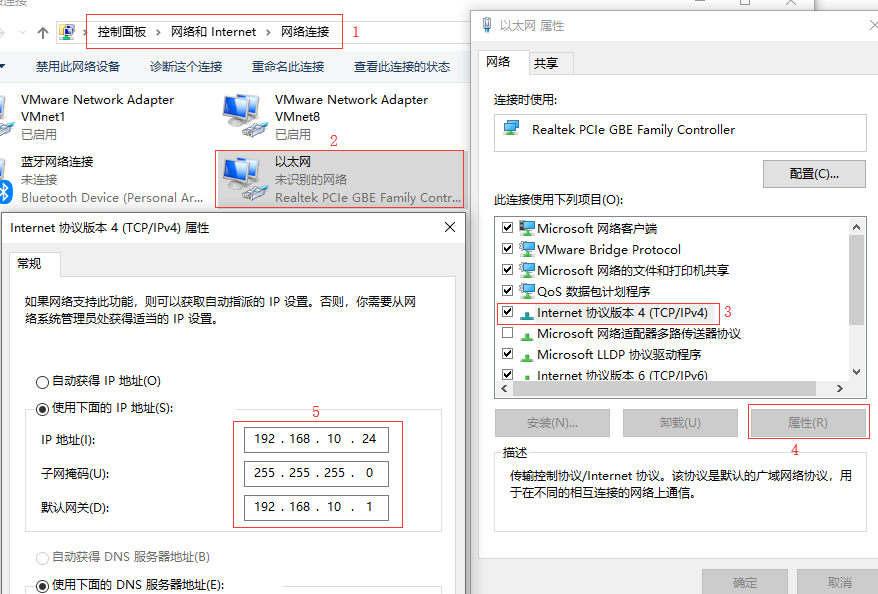 控制面板 › 网络和 Internet › 网络连接 1
禁用此网络设备 诊断这个连接 重命名此连接 查看此连接的状态
VMware Network Adapter
VMnet1
已启用
VMware Network Adapter
VMnet8
已启用
2
蓝牙网络连接
未连接
Bluetooth Device (Personal Ar...
以太网
未识别的网络
Realtek PCIe GBE Family Contr...
Internet 协议版本 4 (TCP/IPv4) 属性
常规
如果网络支持此功能，则可以获取自动指派的 IP 设置。否则，你需要从网
络系统管理员处获得适当的 IP 设置。
自动获得 IP 地址(O)
使用下面的 IP 地址(S):
5
IP 地址(I): 192 . 168 . 10 . 24
子网掩码(U): 255 . 255 . 255 . 0
默认网关(D): 192 . 168 . 10 . 1
自动获得 DNS 服务器地址(B)
使用下面的 DNS 服务器地址(E):
以太网 属性
网络 共享
连接时使用:
Realtek PCIe GBE Family Controller
配置(C)...
此连接使用下列项目(O):
Microsoft 网络客户端
VMware Bridge Protocol
Microsoft 网络的文件和打印机共享
QoS 数据包计划程序
Internet 协议版本 4 (TCP/IPv4) 3
Microsoft 网络适配器多路传送器协议
Microsoft LLDP 协议驱动程序
Internet 协议版本 6 (TCP/IPv6)
安装(N)... 卸载(U) 属性(R)
4
描述
传输控制协议/Internet 协议。该协议是默认的广域网络协议，用
于在不同的相互连接的网络上通信。
确定 取消